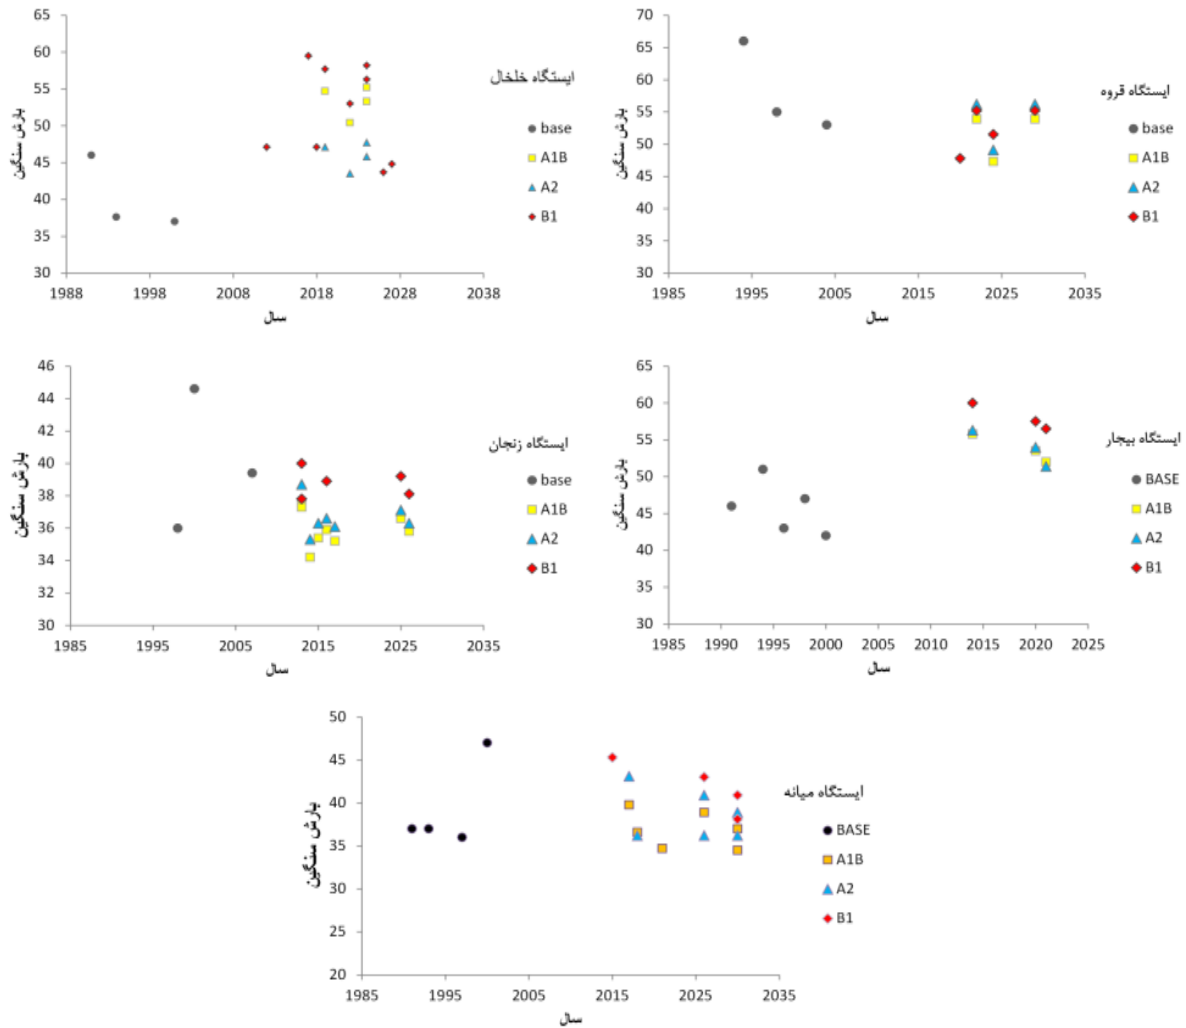 65
60
55
50
45
40
35
30
بارش سنگین
1988 1998 2008 2018 2028 2038
سال
ایستگاه خلخال
base
A1B
A2
B1
70
65
60
55
50
45
40
35
30
بارش سنگین
1985 1995 2005 2015 2025 2035
سال
ایستگاه قروه
base
A1B
A2
B1
46
44
42
40
38
36
34
32
30
بارش سنگین
1985 1995 2005 2015 2025 2035
سال
ایستگاه زنجان
base
A1B
A2
B1
65
60
55
50
45
40
35
30
بارش سنگین
1985 1990 1995 2000 2005 2010 2015 2020 2025
سال
ایستگاه بیجار
BASE
A1B
A2
B1
50
45
40
35
30
25
20
بارش سنگین
1985 1995 2005 2015 2025 2035
سال
ایستگاه میانه
BASE
A1B
A2
B1